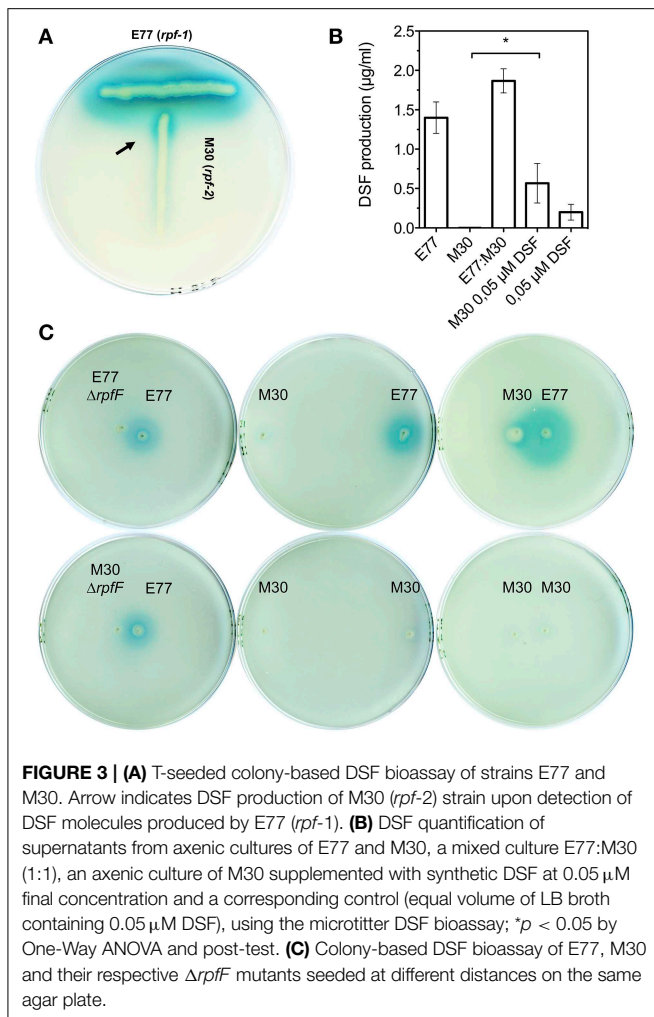 A
E77 (rpf-1)
M30 (rpf-2)
B
DSF production (µg/ml)
2.5
2.0
1.5
1.0
0.5
0.0
*
E77
M30
E77:M30
M30 0,05 µM DSF
0,05 µM DSF
C
E77
ΔrpfF E77
M30 E77
M30 E77
M30
ΔrpfF E77
M30 M30
M30 M30
FIGURE 3 | (A) T-seeded colony-based DSF bioassay of strains E77 and
M30. Arrow indicates DSF production of M30 (rpf-2) strain upon detection of
DSF molecules produced by E77 (rpf-1). (B) DSF quantification of
supernatants from axenic cultures of E77 and M30, a mixed culture E77:M30
(1:1), an axenic culture of M30 supplemented with synthetic DSF at 0.05 µM
final concentration and a corresponding control (equal volume of LB broth
containing 0.05 µM DSF), using the microtitter DSF bioassay; *p < 0.05 by
One-Way ANOVA and post-test. (C) Colony-based DSF bioassay of E77, M30
and their respective ΔrpfF mutants seeded at different distances on the same
agar plate.